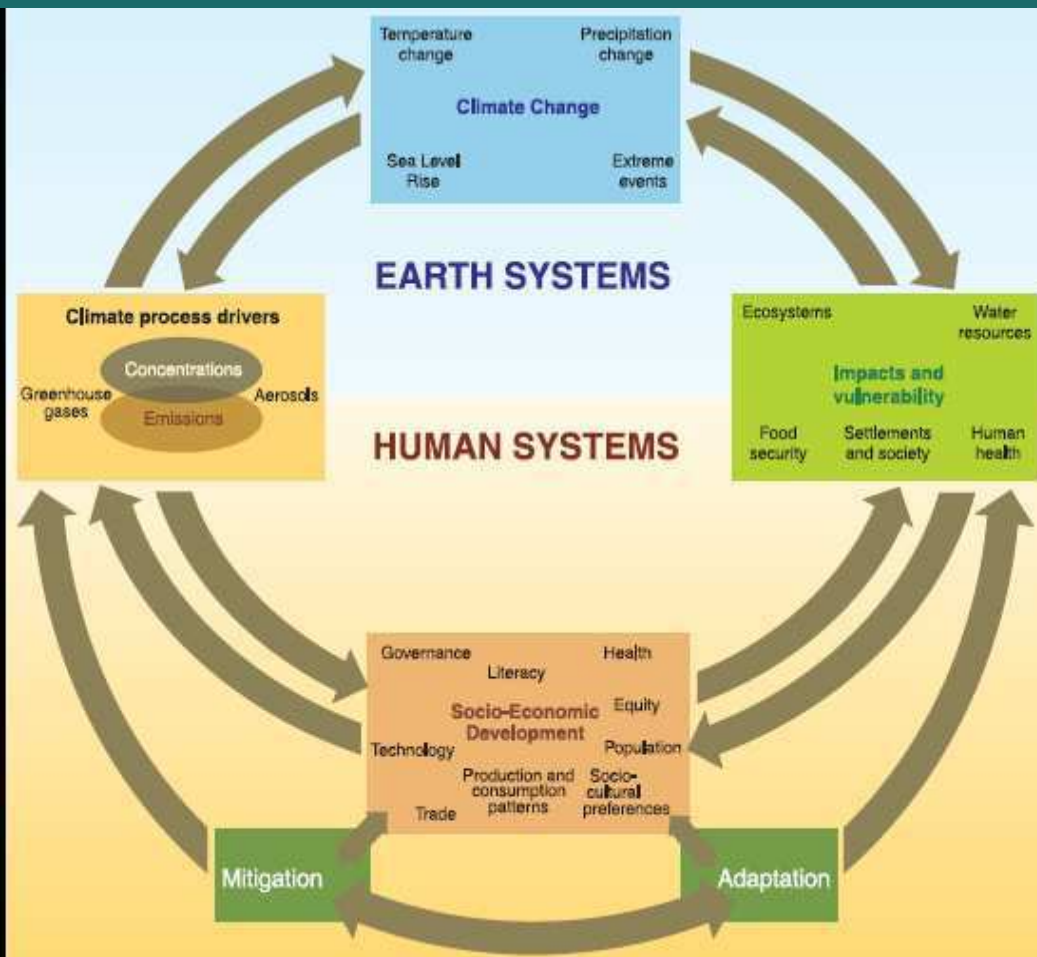 Temperature
change
Precipitation
change
Climate Change
Sea Level
Rise
Extreme
events
EARTH SYSTEMS
Climate process drivers
Concentrations
Greenhouse
gases
Aerosols
Emissions
Ecosystems
Water
resources
Impacts and
vulnerability
Food
security
Settlements
and society
Human
health
HUMAN SYSTEMS
Governance
Literacy
Health
Socio-Economic
Development
Equity
Technology
Population
Production and
consumption
patterns
Socio-
cultural
preferences
Trade
Mitigation
Adaptation